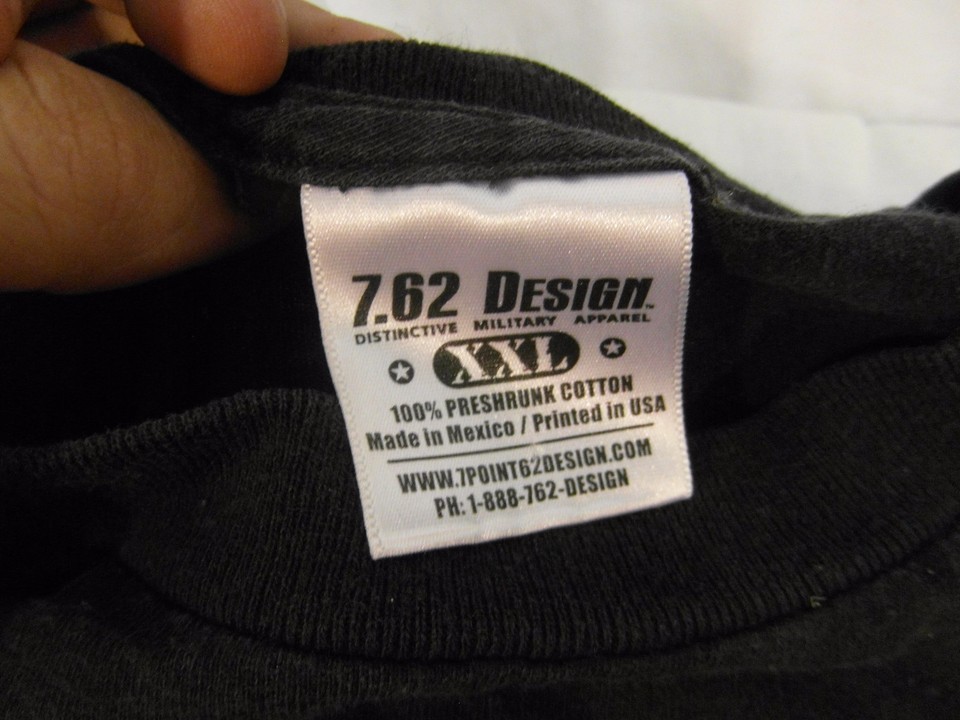 7.62 DESIGN™
DISTINCTIVE MILITARY APPAREL
XXL
100% PRESHRUNK COTTON
Made in Mexico / Printed in USA
WWW.7POINT62DESIGN.COM
PH: 1-888-762-DESIGN